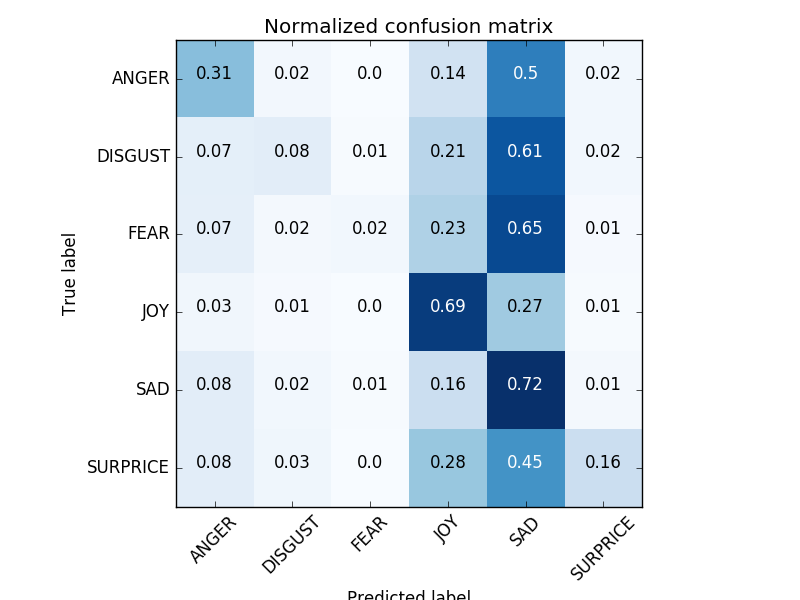 Normalized confusion matrix
ANGER 0.31 0.02 0.0 0.14 0.5 0.02
DISGUST 0.07 0.08 0.01 0.21 0.61 0.02
FEAR 0.07 0.02 0.02 0.23 0.65 0.01
True label
JOY 0.03 0.01 0.0 0.69 0.27 0.01
SAD 0.08 0.02 0.01 0.16 0.72 0.01
SURPRICE 0.08 0.03 0.0 0.28 0.45 0.16
ANGER DISGUST FEAR JOY SAD SURPRICE
Predicted label